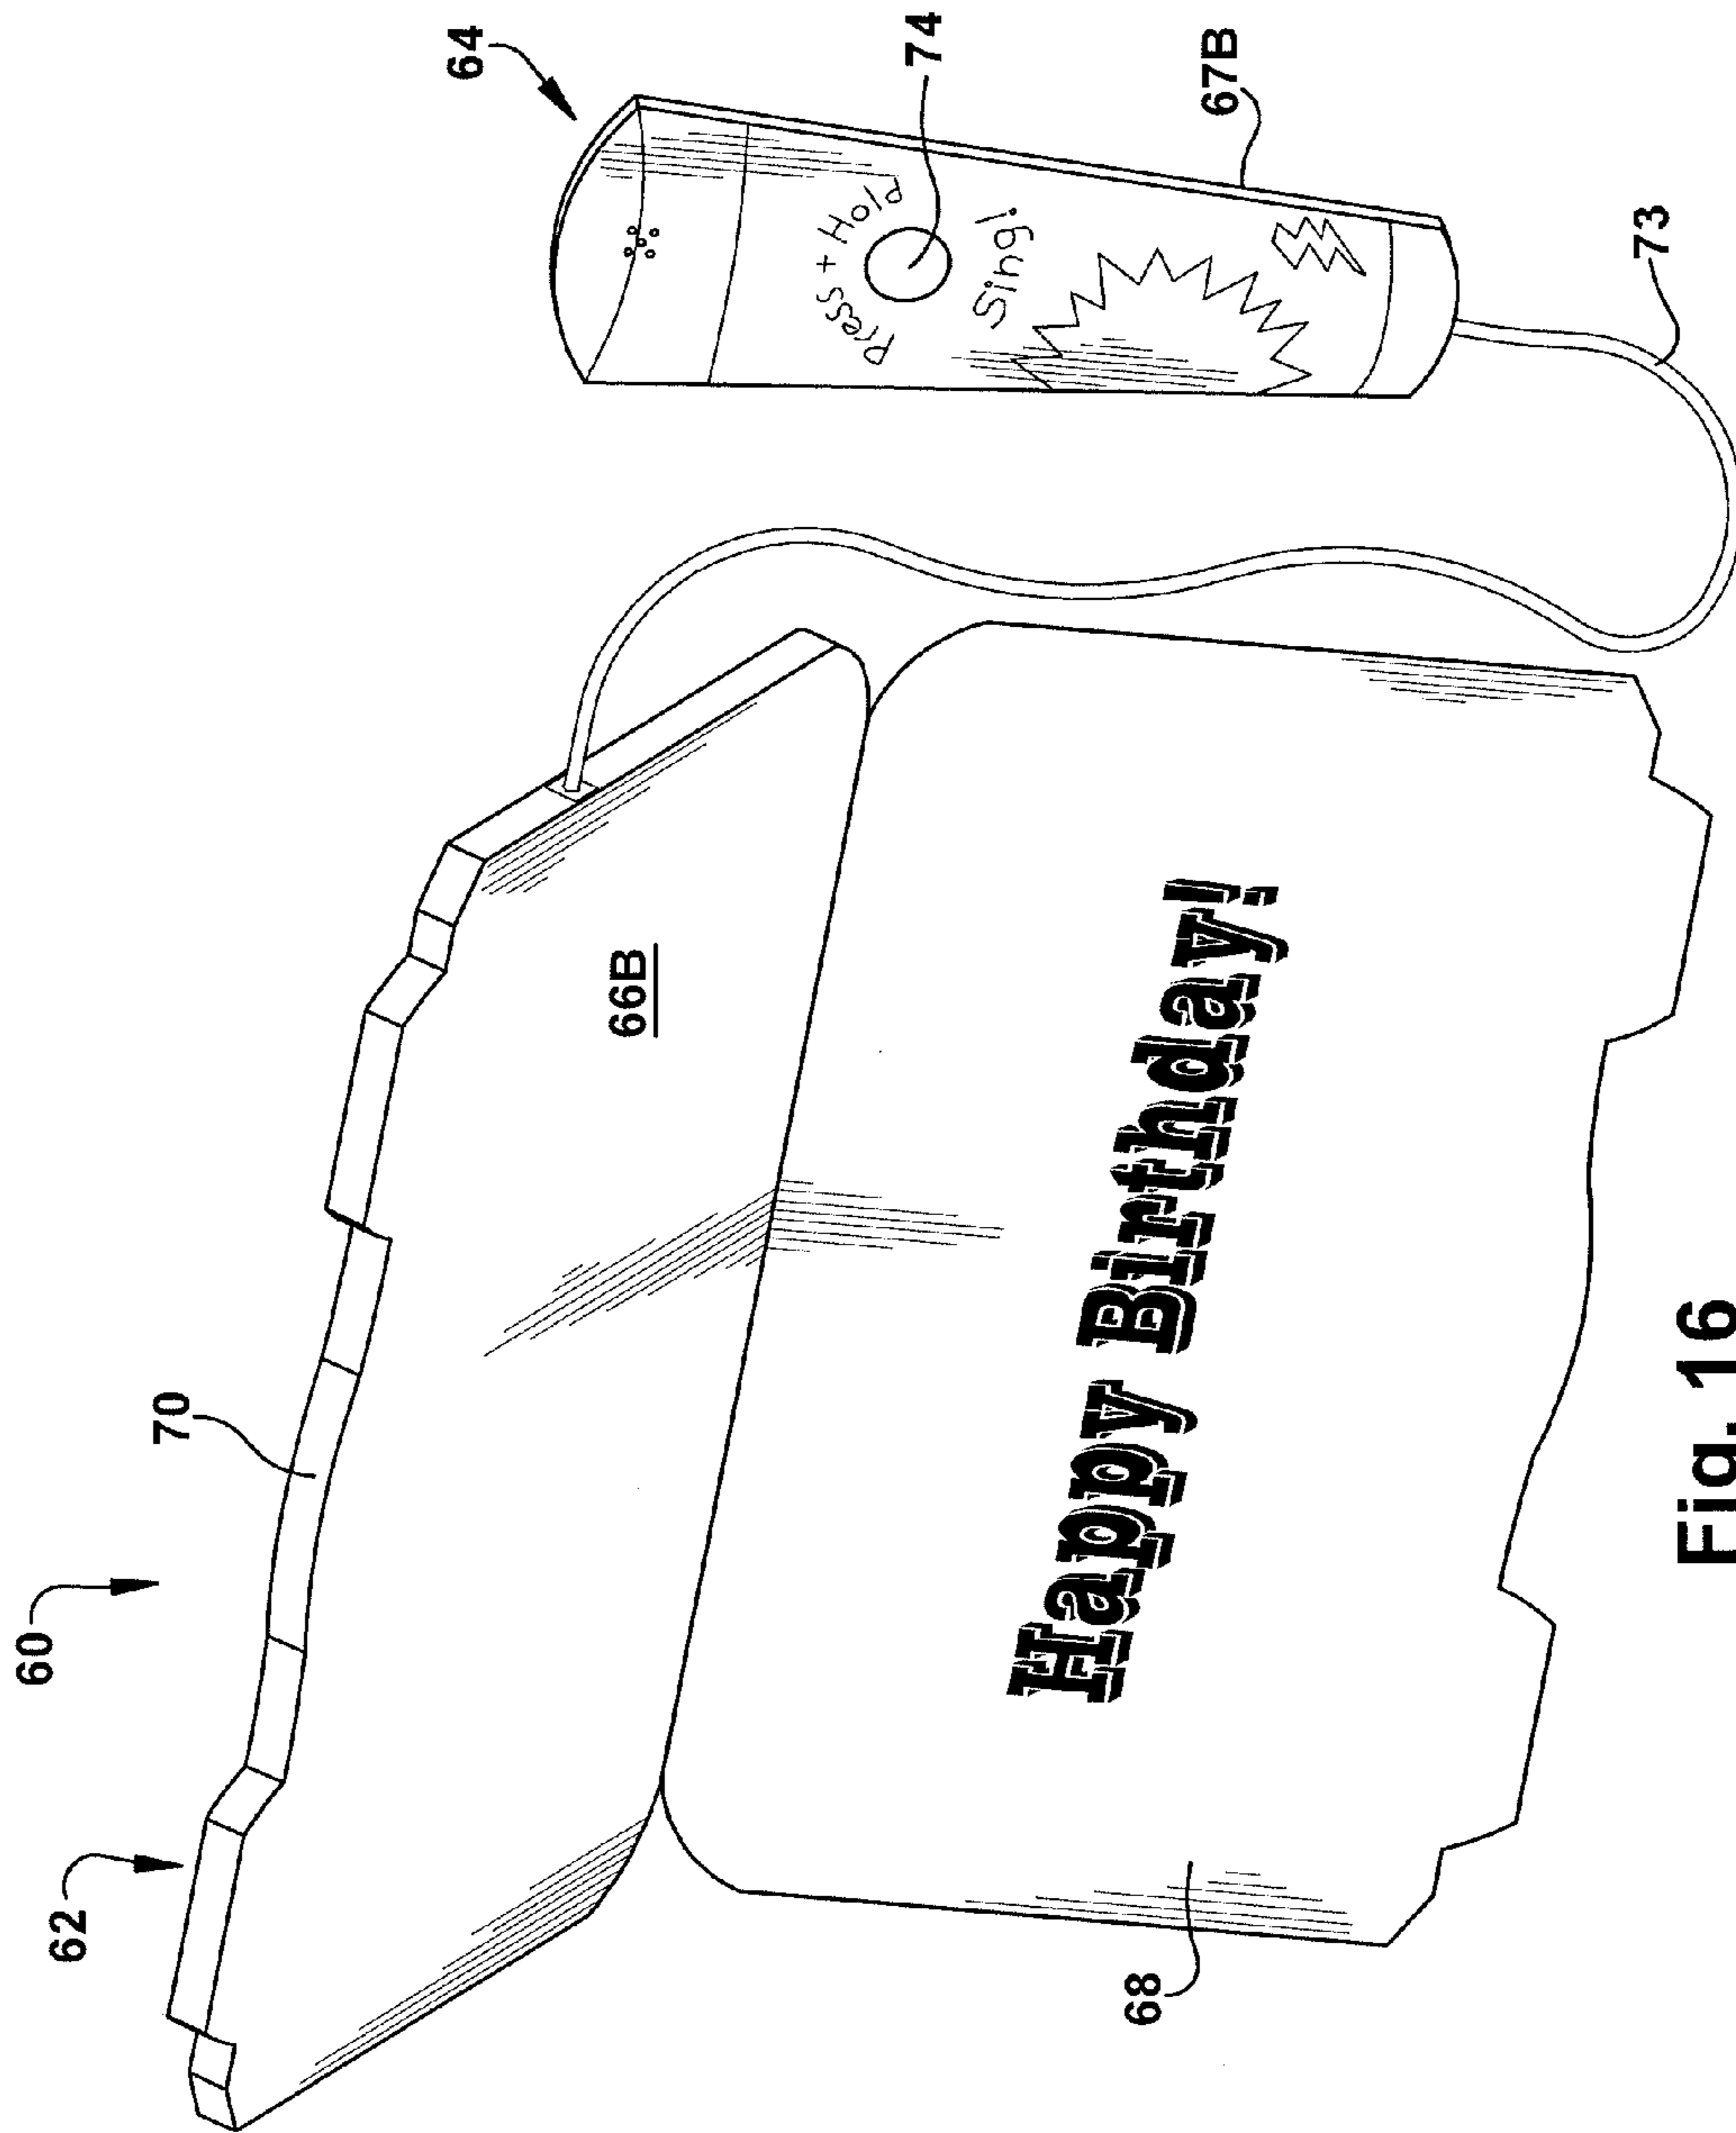 60
62
70
64
66B
74
Press + Hold
Sing!
67B
73
Happy Birthday!
68
Fig. 16